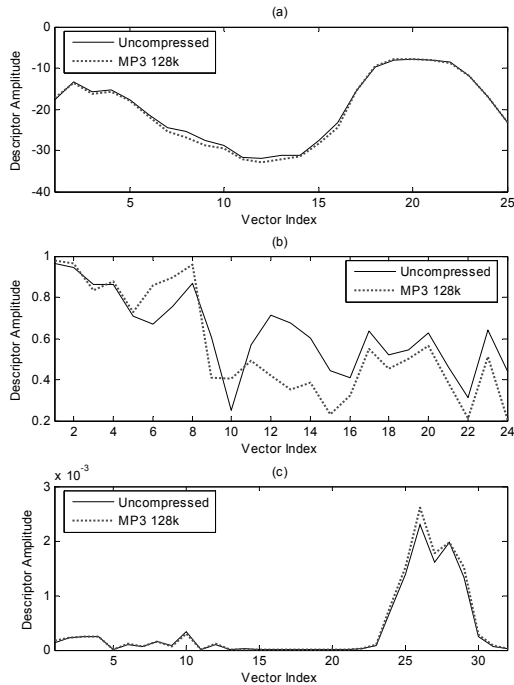 (a)
0
-10
-20
-30
-40
Descriptor Amplitude
Uncompressed
MP3 128k
5
10
15
20
25
Vector Index
(b)
1
0.8
0.6
0.4
0.2
Descriptor Amplitude
Uncompressed
MP3 128k
2
4
6
8
10
12
14
16
18
20
22
24
Vector Index
(c)
x 10-3
3
2
1
0
Descriptor Amplitude
Uncompressed
MP3 128k
5
10
15
20
25
30
Vector Index